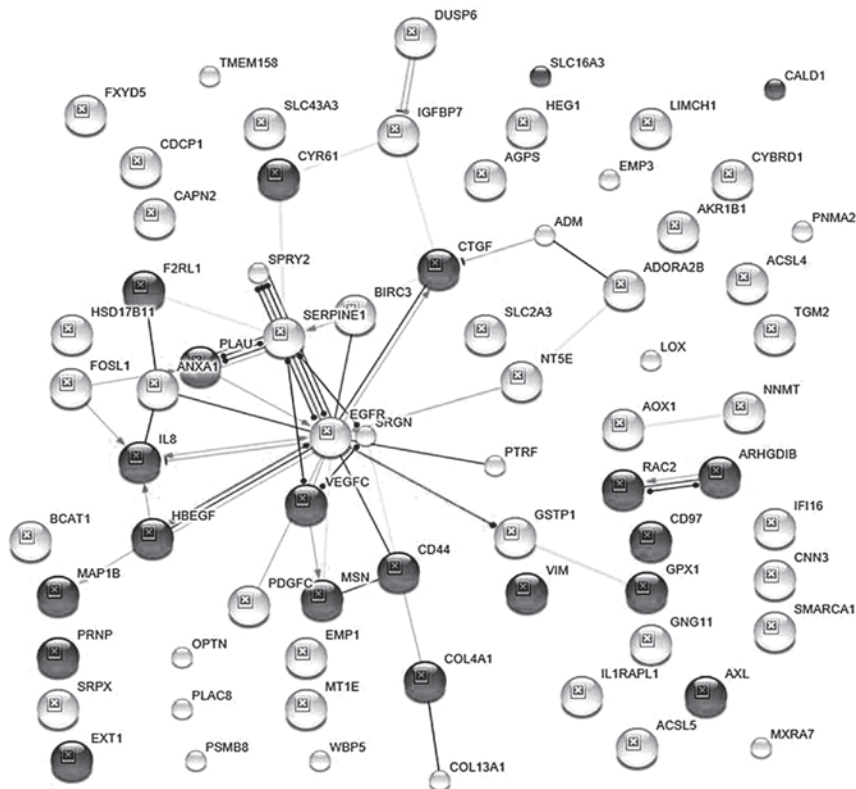 DUSP6
TMEM158
SLC16A3
CALD1
FXYD5
SLC43A3
IGFBP7
HEG1
LIMCH1
CDCP1
CYR61
AGPS
EMP3
CYBRD1
CAPN2
AKR1B1
PNMA2
ADM
CTGF
SPRY2
F2RL1
BIRC3
ADORA2B
ACSL4
HSD17B11
SERPINE1
SLC2A3
TGM2
PLAU
LOX
FOSL1
ANXA1
NT5E
NNMT
EGFR
AOX1
SRGN
IL8
PTRF
RAC2
ARHGDIB
VEGFC
HBEGF
GSTP1
IFI16
BCAT1
CD97
CD44
CNN3
MAP1B
PDGFC
MSN
VIM
GPX1
SMARCA1
PRNP
OPTN
EMP1
GNG11
COL4A1
SRPX
PLAC8
MT1E
IL1RAPL1
AXL
EXT1
PSMB8
WBP5
ACSL5
MXRA7
COL13A1